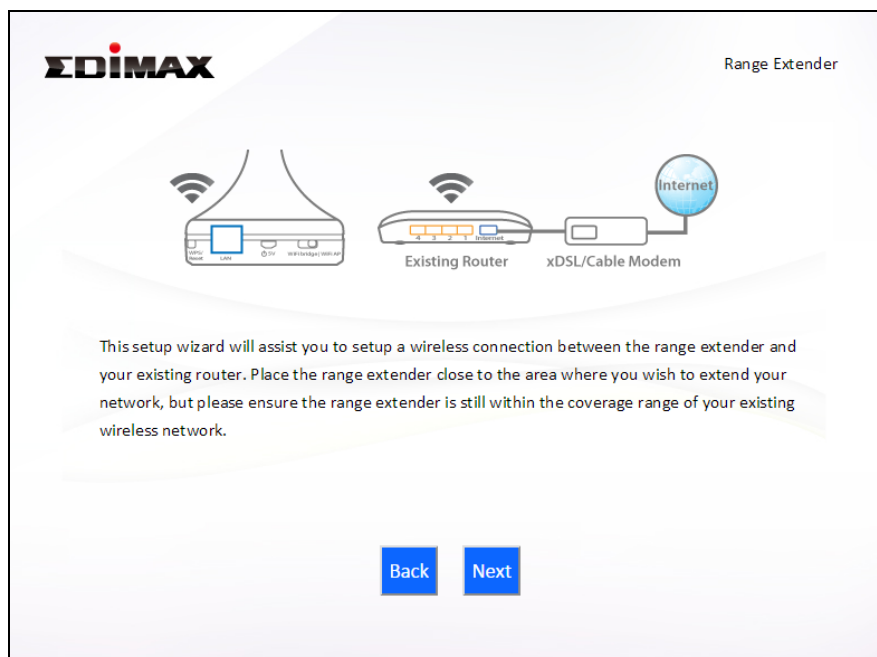 EDIMAX
Range Extender
Internet
WPS/
Reset
LAN
5V
WiFi bridge | WiFi AP
4 3 2 1 Internet
Existing Router
xDSL/Cable Modem
This setup wizard will assist you to setup a wireless connection between the range extender and
your existing router. Place the range extender close to the area where you wish to extend your
network, but please ensure the range extender is still within the coverage range of your existing
wireless network.
Back
Next